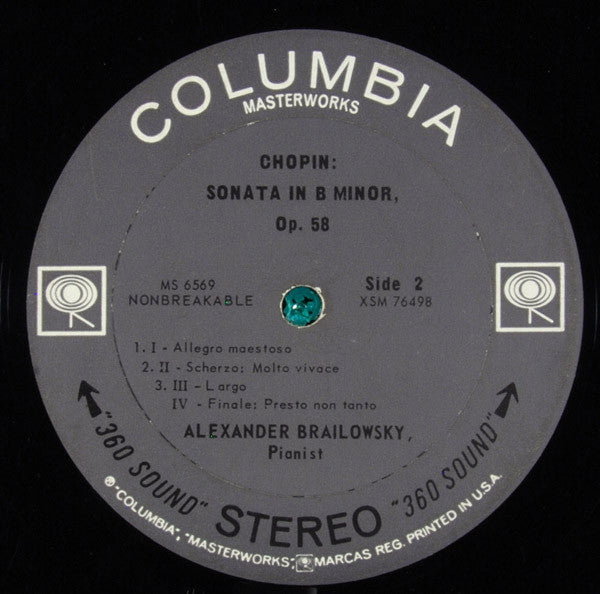 COLUMBIA
MASTERWORKS
CHOPIN:
SONATA IN B MINOR,
Op. 58
MS 6569
NONBREAKABLE
Side 2
XSM 76498
1. I - Allegro maestoso
2. II - Scherzo; Molto vivace
3. III - Largo
IV - Finale; Presto non tanto
ALEXANDER BRAILOWSKY,
Pianist
"360 SOUND" STEREO "360 SOUND"
® "COLUMBIA", "MASTERWORKS", MARCAS REG. PRINTED IN U.S.A.